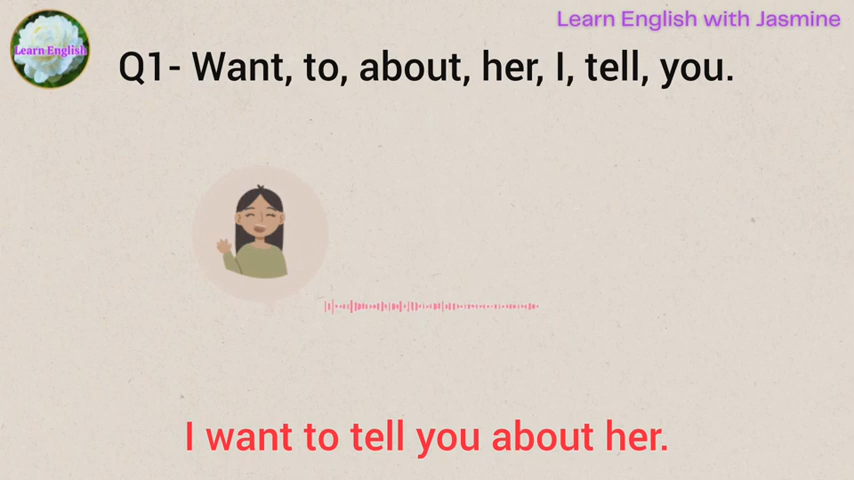 Learn English with Jasmine
Learn English
Q1- Want, to, about, her, I, tell, you.
I want to tell you about her.